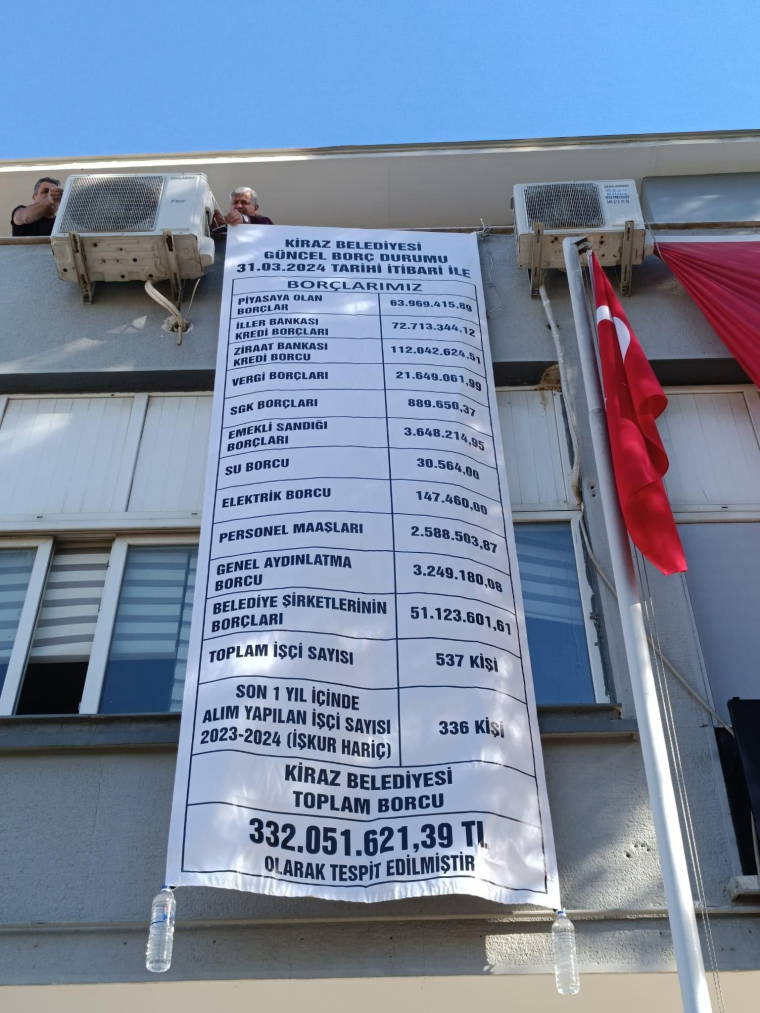 KİRAZ BELEDİYESİ
GÜNCEL BORÇ DURUMU
31.03.2024 TARİHİ İTİBARİ İLE
BORÇLARIMIZ
PİYASAYA OLAN
BORÇLAR
63.969.415,89
İLLER BANKASI
KREDİ BORÇLARI
72.713.344,12
ZİRAAT BANKASI
KREDİ BORCU
112.042.624,51
VERGİ BORÇLARI
21.649.061,99
SGK BORÇLARI
889.650,37
EMEKLİ SANDIĞI
BORÇLARI
3.648.214,95
SU BORCU
30.564,00
ELEKTRİK BORCU
147.460,00
PERSONEL MAAŞLARI
2.588.503,87
GENEL AYDINLATMA
BORCU
3.249.180,08
BELEDİYE ŞİRKETLERİNİN
BORÇLARI
51.123.601,61
TOPLAM İŞÇİ SAYISI
537 KİŞİ
SON 1 YIL İÇİNDE
ALIM YAPILAN İŞÇİ SAYISI
2023-2024 (İŞKUR HARİÇ)
336 KİŞİ
KİRAZ BELEDİYESİ
TOPLAM BORCU
332.051.621,39 TL
OLARAK TESPİT EDİLMİŞTİR